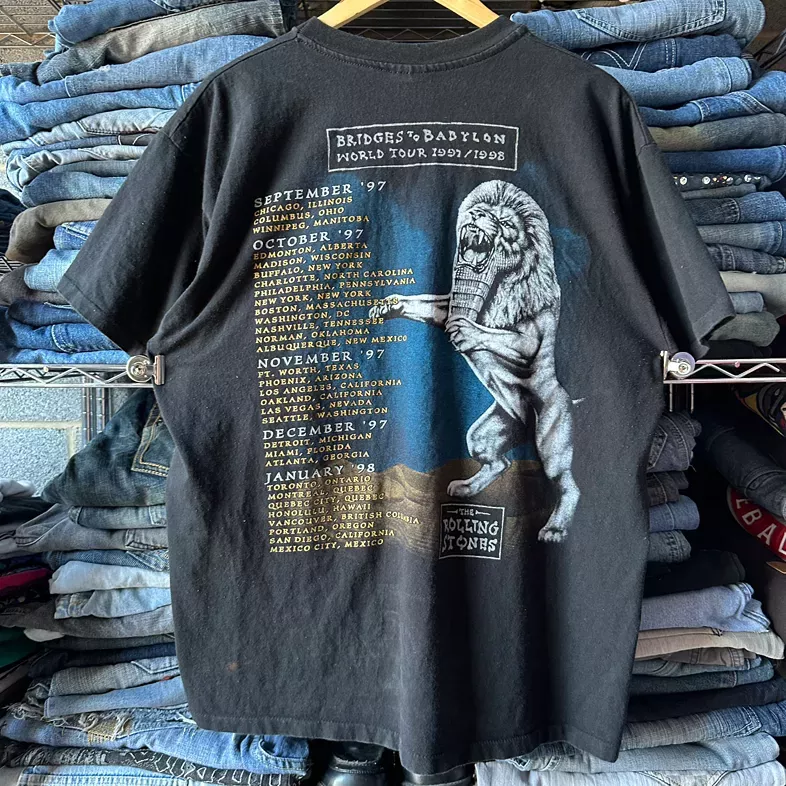 BRIDGES TO BABYLON
WORLD TOUR 1997/1998
SEPTEMBER '97
CHICAGO, ILLINOIS
COLUMBUS, OHIO
WINNIPEG, MANITOBA
OCTOBER '97
EDMONTON, ALBERTA
MADISON, WISCONSIN
BUFFALO, NEW YORK
CHARLOTTE, NORTH CAROLINA
PHILADELPHIA, PENNSYLVANIA
NEW YORK, NEW YORK
BOSTON, MASSACHUSETTS
WASHINGTON, DC
NASHVILLE, TENNESSEE
NORMAN, OKLAHOMA
ALBUQUERQUE, NEW MEXICO
NOVEMBER '97
FT. WORTH, TEXAS
PHOENIX, ARIZONA
LOS ANGELES, CALIFORNIA
OAKLAND, CALIFORNIA
LAS VEGAS, NEVADA
SEATTLE, WASHINGTON
DECEMBER '97
DETROIT, MICHIGAN
MIAMI, FLORIDA
ATLANTA, GEORGIA
JANUARY '98
TORONTO, ONTARIO
MONTREAL, QUEBEC
QUEBEC CITY, QUEBEC
HONOLULU, HAWAII
VANCOUVER, BRITISH COLUMBIA
PORTLAND, OREGON
SAN DIEGO, CALIFORNIA
MEXICO CITY, MEXICO
THE
ROLLING
STONES